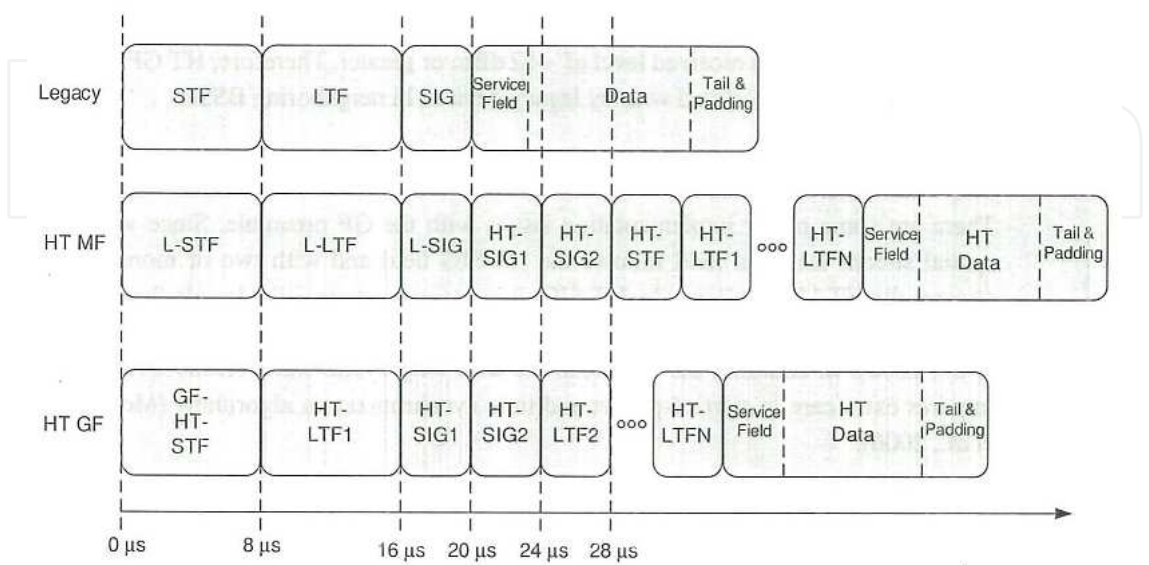 Legacy
STF
LTF
SIG
Service
Field
Data
Tail &
Padding
HT MF
L-STF
L-LTF
L-SIG
HT-
SIG1
HT-
SIG2
HT-
STF
HT-
LTF1
HT-
LTFN
Service
Field
HT
Data
Tail &
Padding
HT GF
GF-
HT-
STF
HT-
LTF1
HT-
SIG1
HT-
SIG2
HT-
LTF2
HT-
LTFN
Service
Field
HT
Data
Tail &
Padding
0 µs
8 µs
16 µs
20 µs
24 µs
28 µs